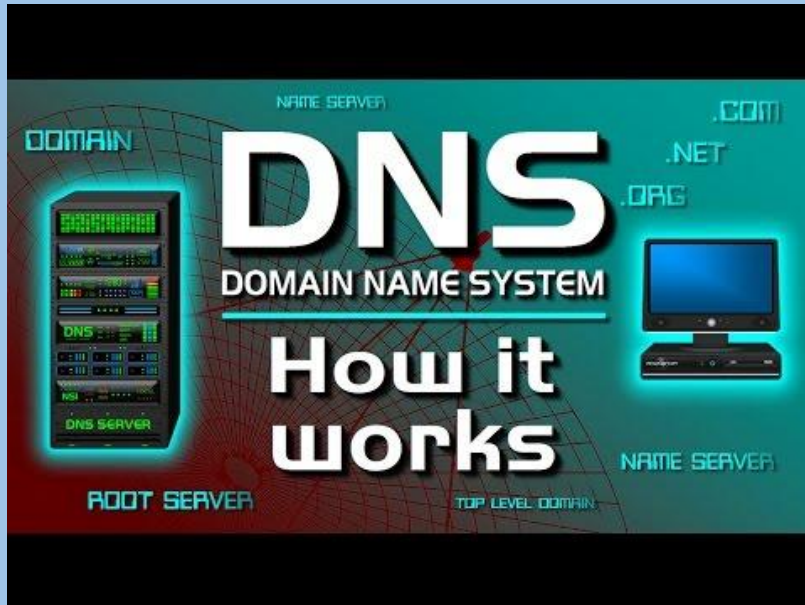 NAME SERVER
.COM
DOMAIN
DNS
.NET
.ORG
DOMAIN NAME SYSTEM
DNS
How it
works
NSI
DNS SERVER
NAME SERVER
ROOT SERVER
TOP LEVEL DOMAIN